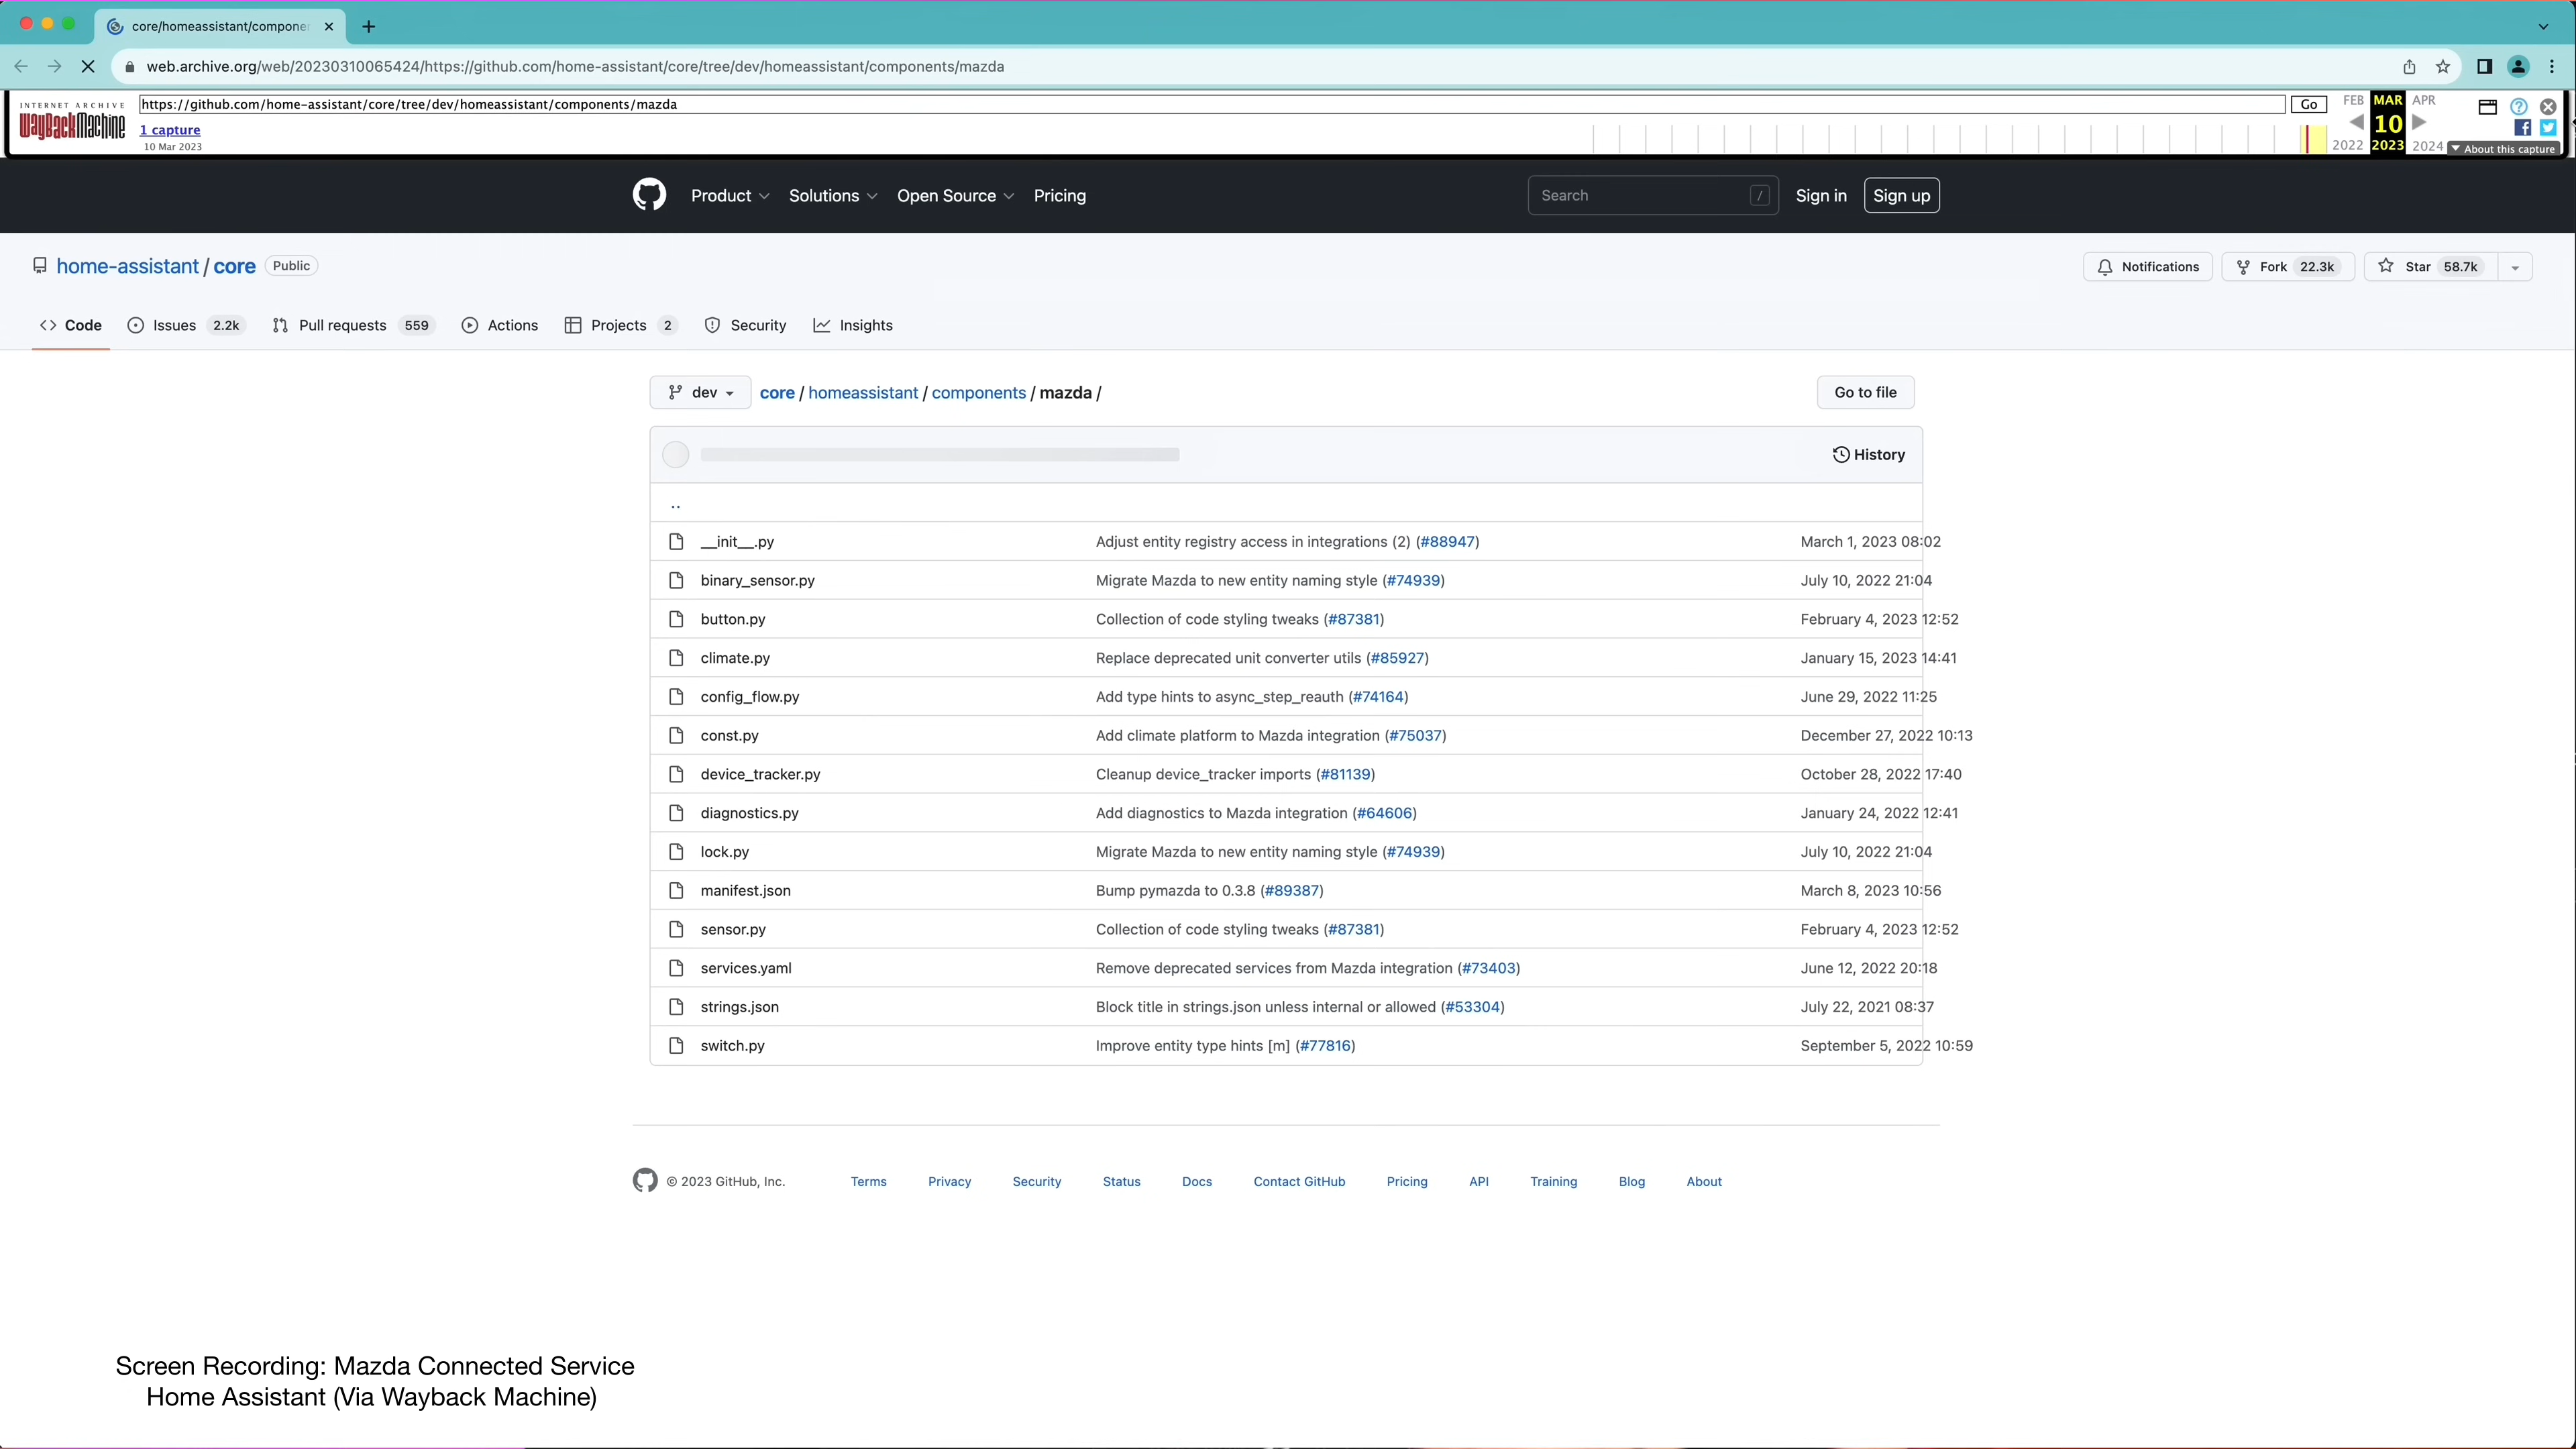 core/homeassistant/compone
web.archive.org/web/20230310065424/https://github.com/home-assistant/core/tree/dev/homeassistant/components/mazda
INTERNET ARCHIVE
WayBackMachine
https://github.com/home-assistant/core/tree/dev/homeassistant/components/mazda
Go
FEB MAR APR
1 capture
10
10 Mar 2023
2022 2023 2024
About this capture
Product Solutions Open Source Pricing Search / Sign in Sign up
home-assistant / core Public Notifications Fork 22.3k Star 58.7k
Code Issues 2.2k Pull requests 559 Actions Projects 2 Security Insights
dev core / homeassistant / components / mazda / Go to file
History
..
__init__.py Adjust entity registry access in integrations (2) (#88947) March 1, 2023 08:02
binary_sensor.py Migrate Mazda to new entity naming style (#74939) July 10, 2022 21:04
button.py Collection of code styling tweaks (#87381) February 4, 2023 12:52
climate.py Replace deprecated unit converter utils (#85927) January 15, 2023 14:41
config_flow.py Add type hints to async_step_reauth (#74164) June 29, 2022 11:25
const.py Add climate platform to Mazda integration (#75037) December 27, 2022 10:13
device_tracker.py Cleanup device_tracker imports (#81139) October 28, 2022 17:40
diagnostics.py Add diagnostics to Mazda integration (#64606) January 24, 2022 12:41
lock.py Migrate Mazda to new entity naming style (#74939) July 10, 2022 21:04
manifest.json Bump pymazda to 0.3.8 (#89387) March 8, 2023 10:56
sensor.py Collection of code styling tweaks (#87381) February 4, 2023 12:52
services.yaml Remove deprecated services from Mazda integration (#73403) June 12, 2022 20:18
strings.json Block title in strings.json unless internal or allowed (#53304) July 22, 2021 08:37
switch.py Improve entity type hints [m] (#77816) September 5, 2022 10:59
© 2023 GitHub, Inc. Terms Privacy Security Status Docs Contact GitHub Pricing API Training Blog About
Screen Recording: Mazda Connected Service
Home Assistant (Via Wayback Machine)